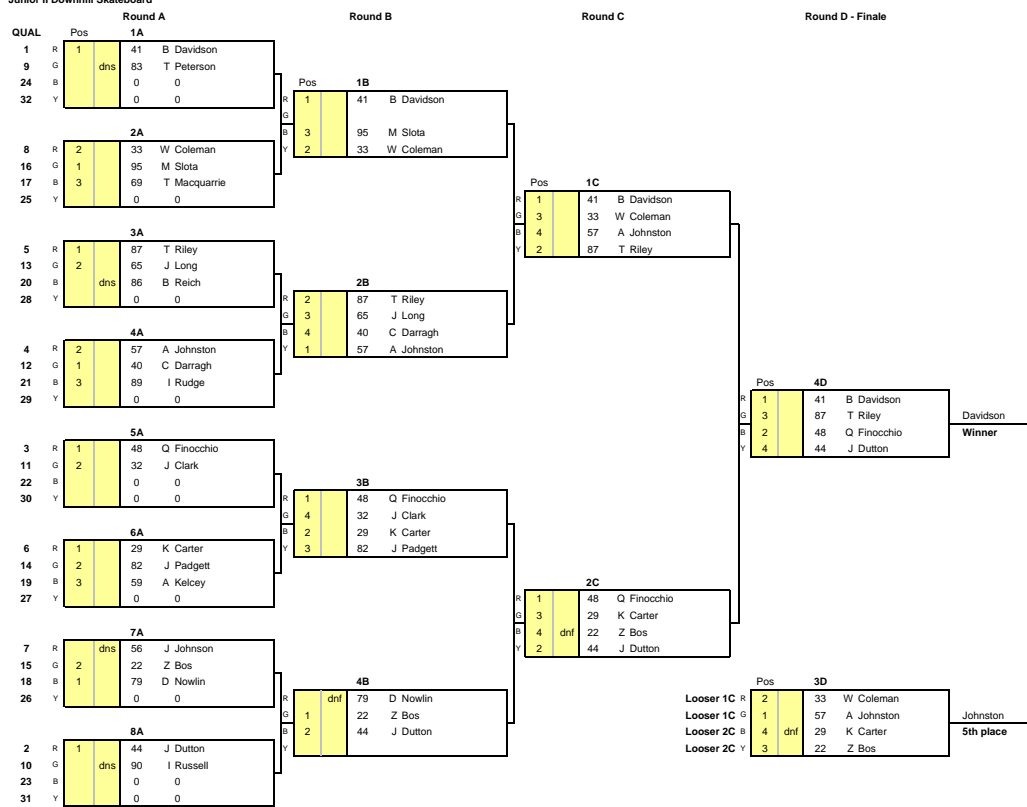 Junior II Downhill Skateboard
Round A Round B Round C Round D - Finale
QUAL Pos 1A
1 R 1 41 B Davidson
9 G dns 83 T Peterson
24 B 0 0
32 Y 0 0
2A
8 R 2 33 W Coleman
16 G 1 95 M Slota
17 B 3 69 T Macquarrie
25 Y 0 0
3A
5 R 1 87 T Riley
13 G 2 65 J Long
20 B dns 86 B Reich
28 Y 0 0
4A
4 R 2 57 A Johnston
12 G 1 40 C Darragh
21 B 3 89 I Rudge
29 Y 0 0
5A
3 R 1 48 Q Finocchio
11 G 2 32 J Clark
22 B 0 0
30 Y 0 0
6A
6 R 1 29 K Carter
14 G 2 82 J Padgett
19 B 3 59 A Kelcey
27 Y 0 0
7A
7 R dns 56 J Johnson
15 G 2 22 Z Bos
18 B 1 79 D Nowlin
26 Y 0 0
8A
2 R 1 44 J Dutton
10 G dns 90 I Russell
23 B 0 0
31 Y 0 0
Pos 1B
R 1 41 B Davidson
G
B 3 95 M Slota
Y 2 33 W Coleman
2B
R 2 87 T Riley
G 3 65 J Long
B 4 40 C Darragh
Y 1 57 A Johnston
3B
R 1 48 Q Finocchio
G 4 32 J Clark
B 2 29 K Carter
Y 3 82 J Padgett
4B
R dnf 79 D Nowlin
G 1 22 Z Bos
B 2 44 J Dutton
Y
Pos 1C
R 1 41 B Davidson
G 3 33 W Coleman
B 4 57 A Johnston
Y 2 87 T Riley
2C
R 1 48 Q Finocchio
G 3 29 K Carter
B 4 dnf 22 Z Bos
Y 2 44 J Dutton
Pos 4D
R 1 41 B Davidson
G 3 87 T Riley
B 2 48 Q Finocchio
Y 4 44 J Dutton
Davidson
Winner
Pos 3D
Looser 1C R 2 33 W Coleman
Looser 1C G 1 57 A Johnston
Looser 2C B 4 dnf 29 K Carter
Looser 2C Y 3 22 Z Bos
Johnston
5th place